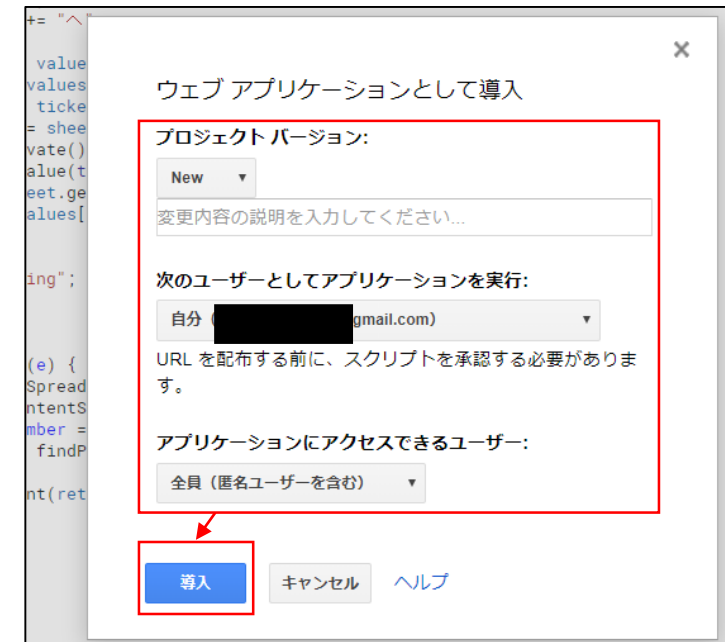 += "へ"
value
values
ticke
= shee
vate()
alue(t
eet.ge
alues[
ing";
(e) {
Spread
ntentS
mber =
findP
nt(ret
×
ウェブ アプリケーションとして導入
プロジェクト バージョン:
New
変更内容の説明を入力してください...
次のユーザーとしてアプリケーションを実行:
自分 ( gmail.com)
URL を配布する前に、スクリプトを承認する必要がありま
す。
アプリケーションにアクセスできるユーザー:
全員（匿名ユーザーを含む）
導入 キャンセル ヘルプ